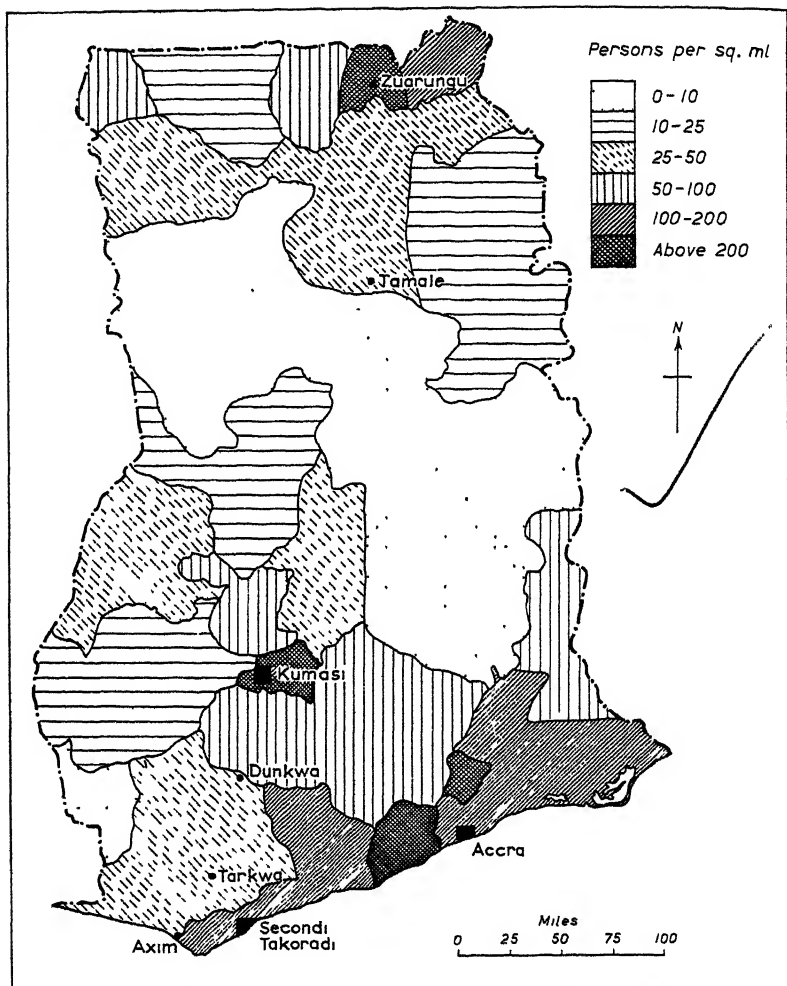 Persons per sq. ml
0-10
10-25
25-50
50-100
100-200
Above 200
Zuarungu
Jamale
N
Kumasi
Dunkwa
Tarkwa
Accra
Axim
Secondi
Takoradi
Miles
0 25 50 75 100